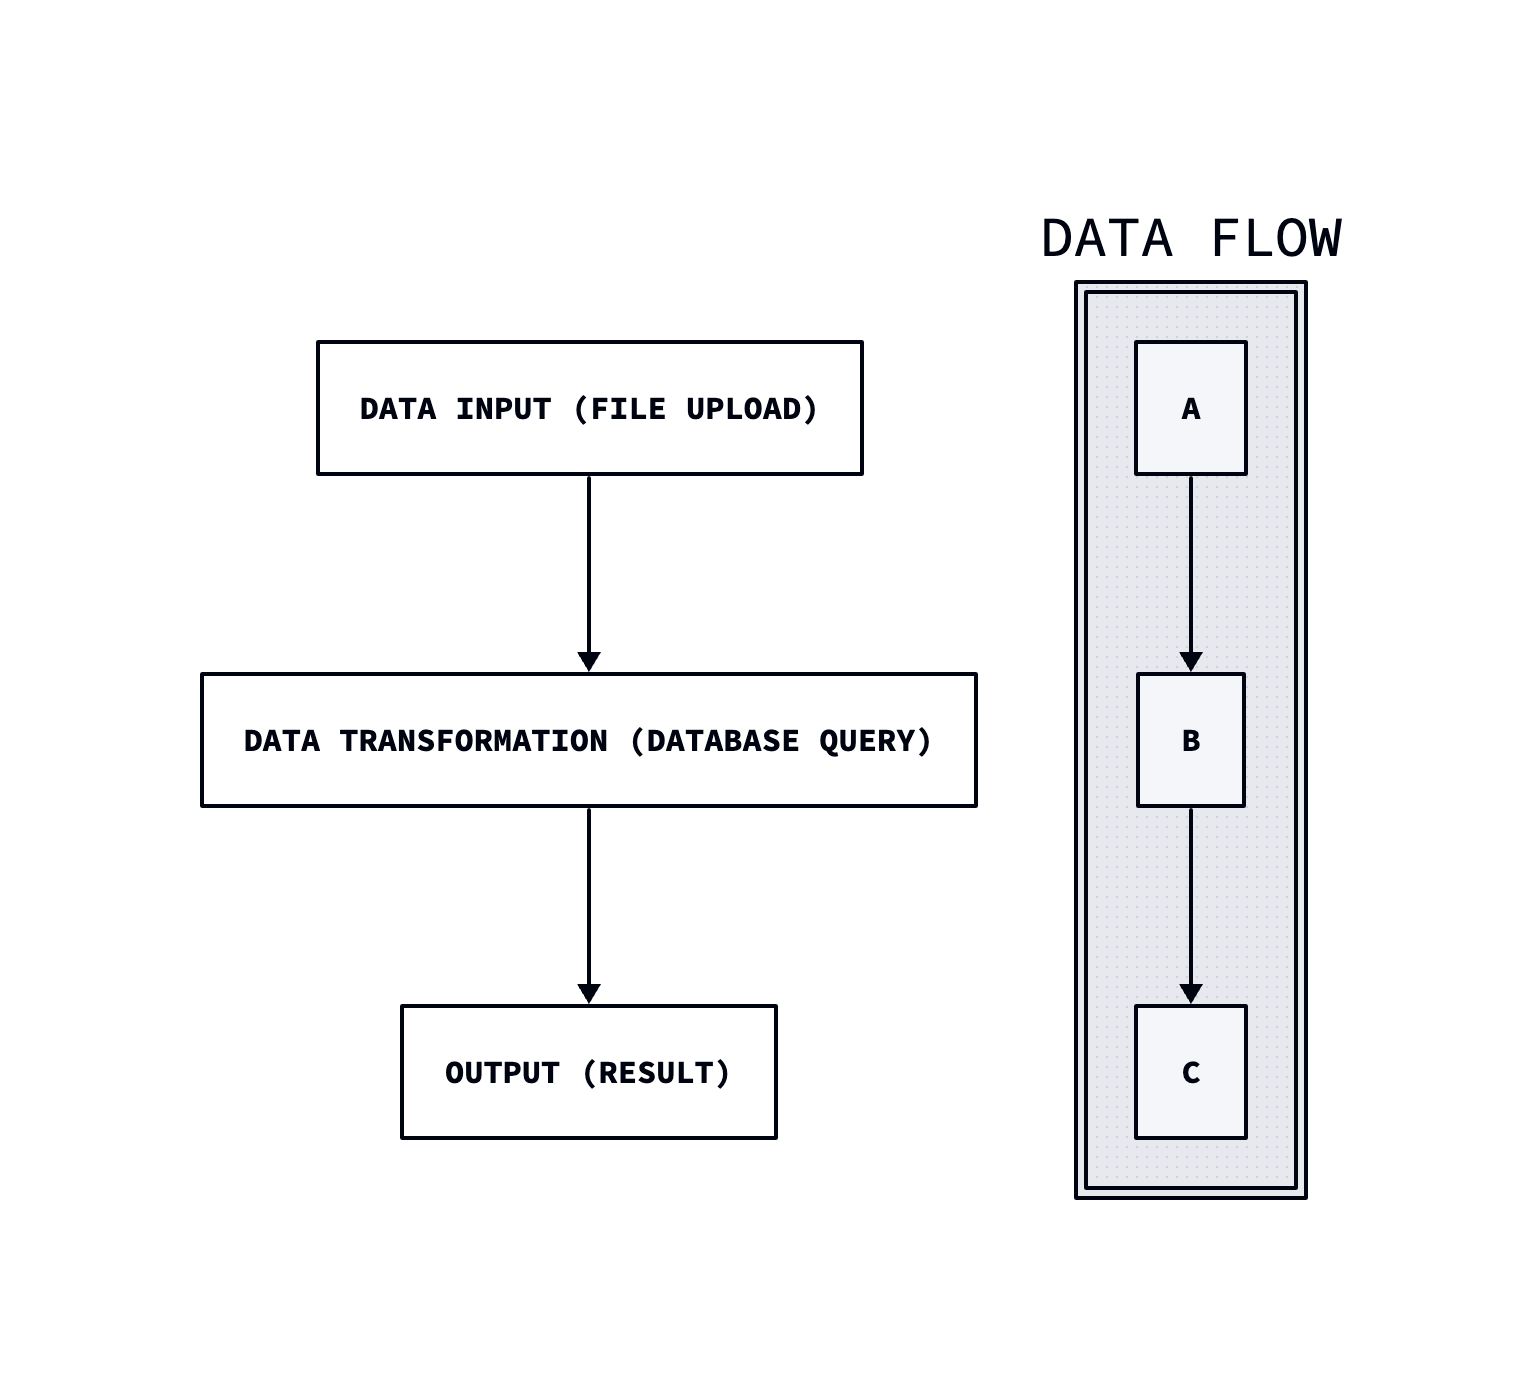 DATA FLOW
DATA INPUT (FILE UPLOAD)
A
DATA TRANSFORMATION (DATABASE QUERY)
B
OUTPUT (RESULT)
C